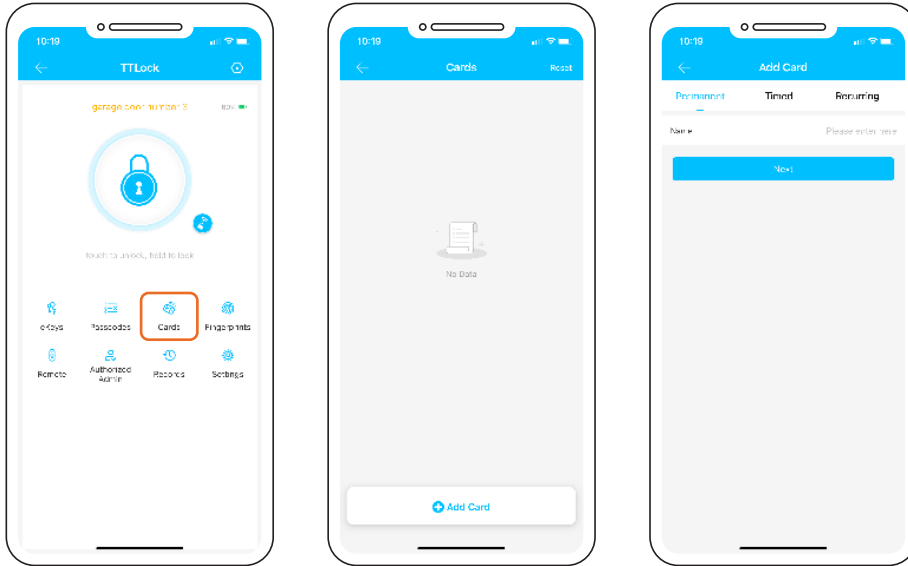 10:19
TTLock
garage door number 3
80%
touch to unlock, hold to lock
eKeys
Passcodes
Cards
Fingerprints
Remote
Authorized
Admin
Records
Settings
10:19
Cards
Reset
No Data
Add Card
10:19
Add Card
Permanent
Timed
Recurring
Name
Please enter here
Next